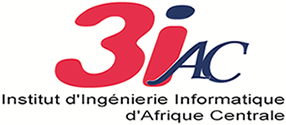 3iAC
Institut d'Ingénierie Informatique
d'Afrique Centrale